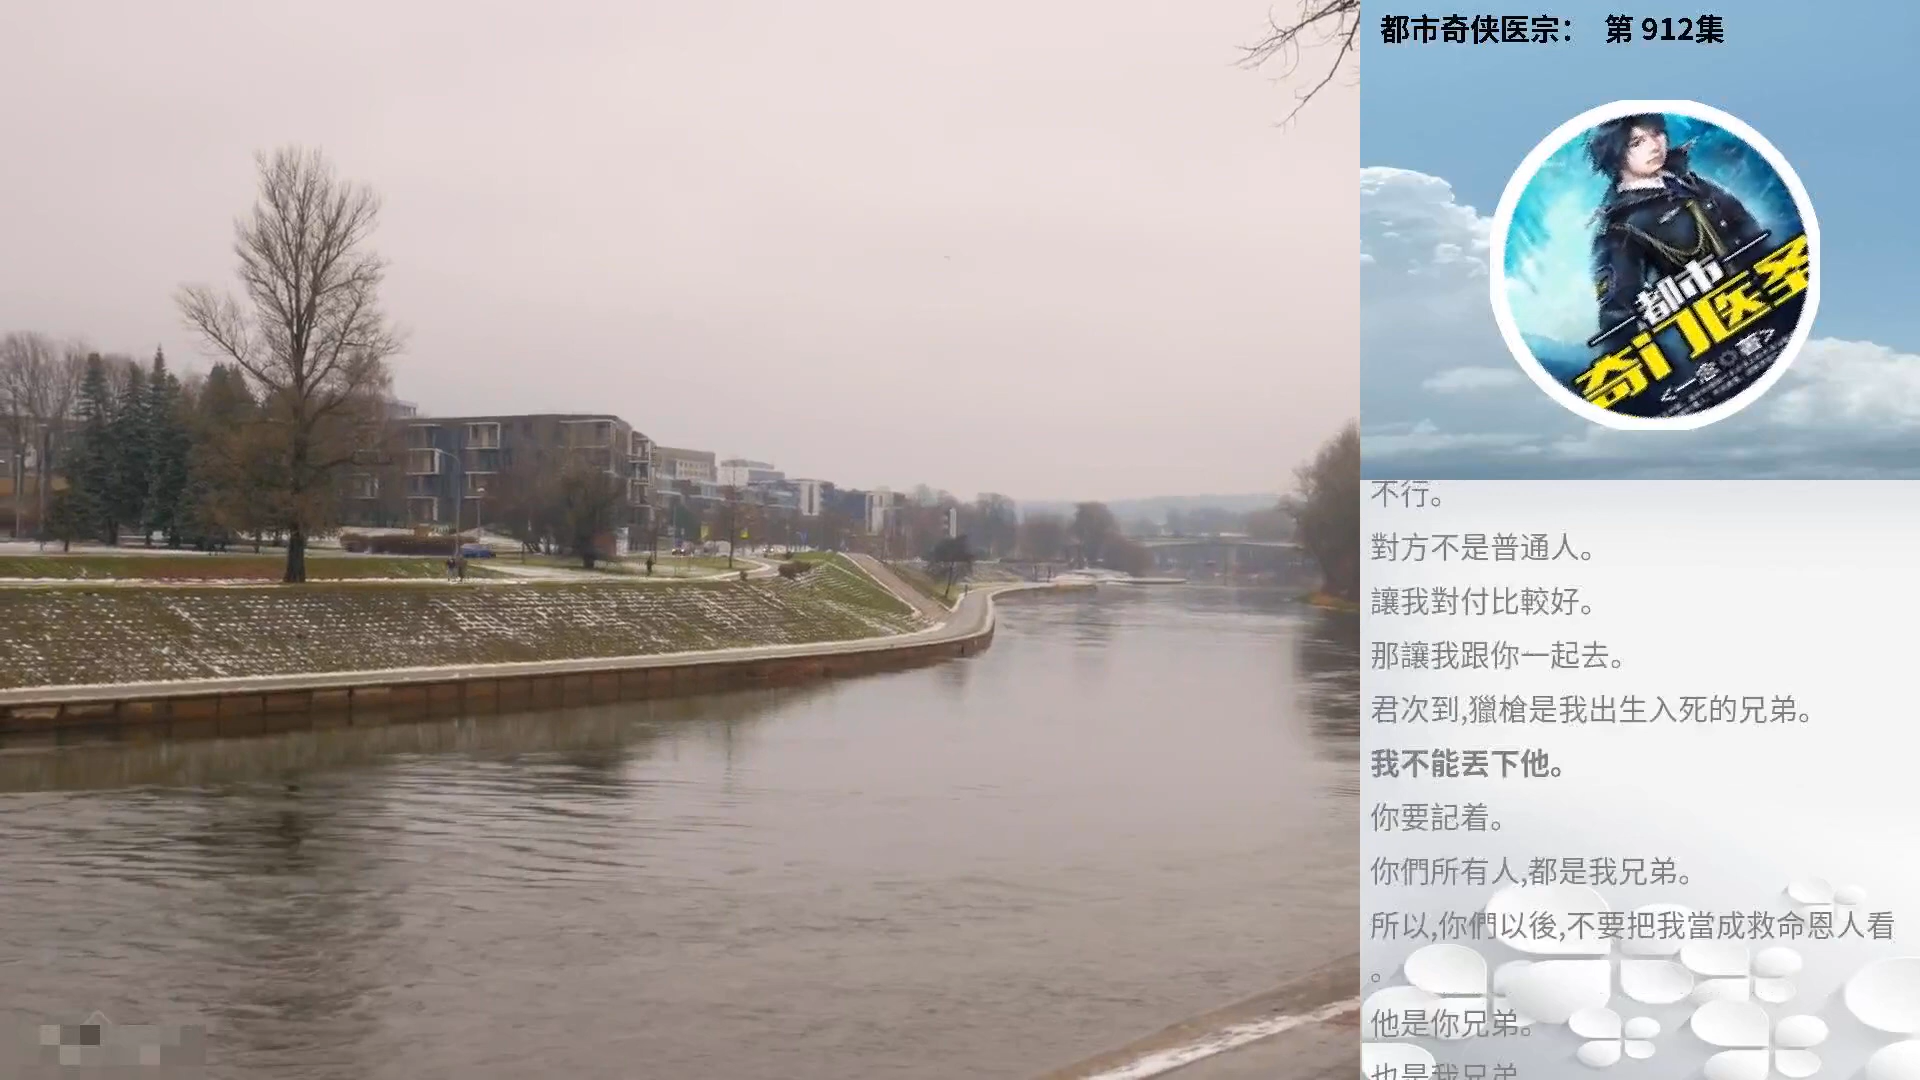 都市奇侠医宗： 第 912集
都市
奇门医圣
不行。
對方不是普通人。
讓我對付比較好。
那讓我跟你一起去。
君次到,獵槍是我出生入死的兄弟。
我不能丟下他。
你要記着。
你們所有人,都是我兄弟。
所以,你們以後,不要把我當成救命恩人看
。
他是你兄弟。
也是我兄弟